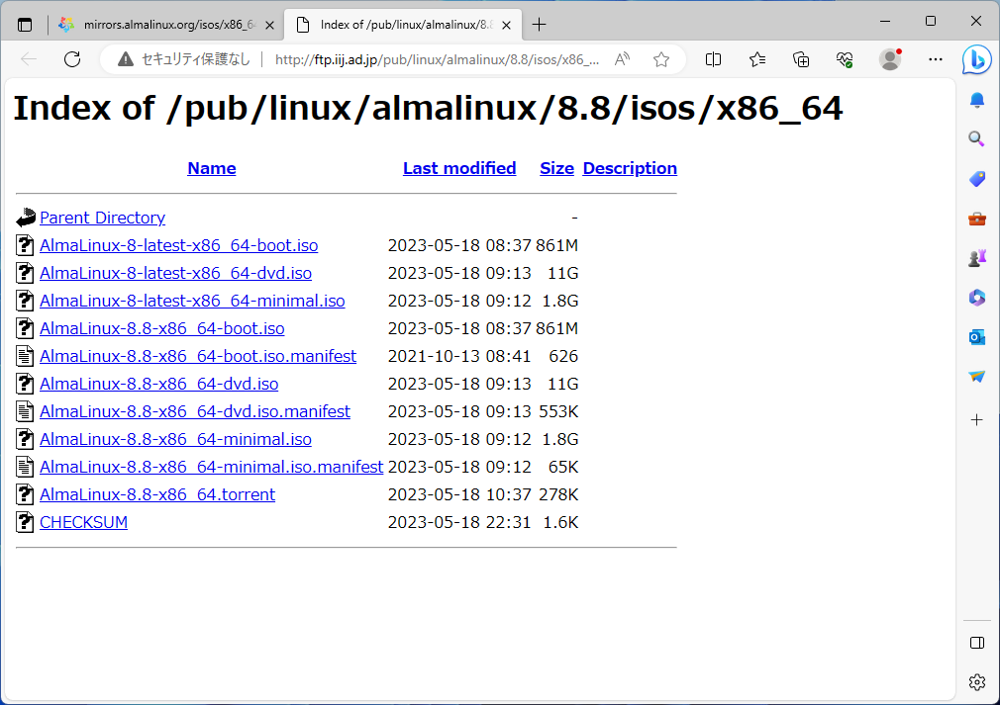 mirrors.almalinux.org/isos/x86_6
Index of /pub/linux/almalinux/8.8
セキュリティ保護なし
http://ftp.iij.ad.jp/pub/linux/almalinux/8.8/isos/x86_...
Index of /pub/linux/almalinux/8.8/isos/x86_64
Name Last modified Size Description
Parent Directory -
AlmaLinux-8-latest-x86_64-boot.iso 2023-05-18 08:37 861M
AlmaLinux-8-latest-x86_64-dvd.iso 2023-05-18 09:13 11G
AlmaLinux-8-latest-x86_64-minimal.iso 2023-05-18 09:12 1.8G
AlmaLinux-8.8-x86_64-boot.iso 2023-05-18 08:37 861M
AlmaLinux-8.8-x86_64-boot.iso.manifest 2021-10-13 08:41 626
AlmaLinux-8.8-x86_64-dvd.iso 2023-05-18 09:13 11G
AlmaLinux-8.8-x86_64-dvd.iso.manifest 2023-05-18 09:13 553K
AlmaLinux-8.8-x86_64-minimal.iso 2023-05-18 09:12 1.8G
AlmaLinux-8.8-x86_64-minimal.iso.manifest 2023-05-18 09:12 65K
AlmaLinux-8.8-x86_64.torrent 2023-05-18 10:37 278K
CHECKSUM 2023-05-18 22:31 1.6K